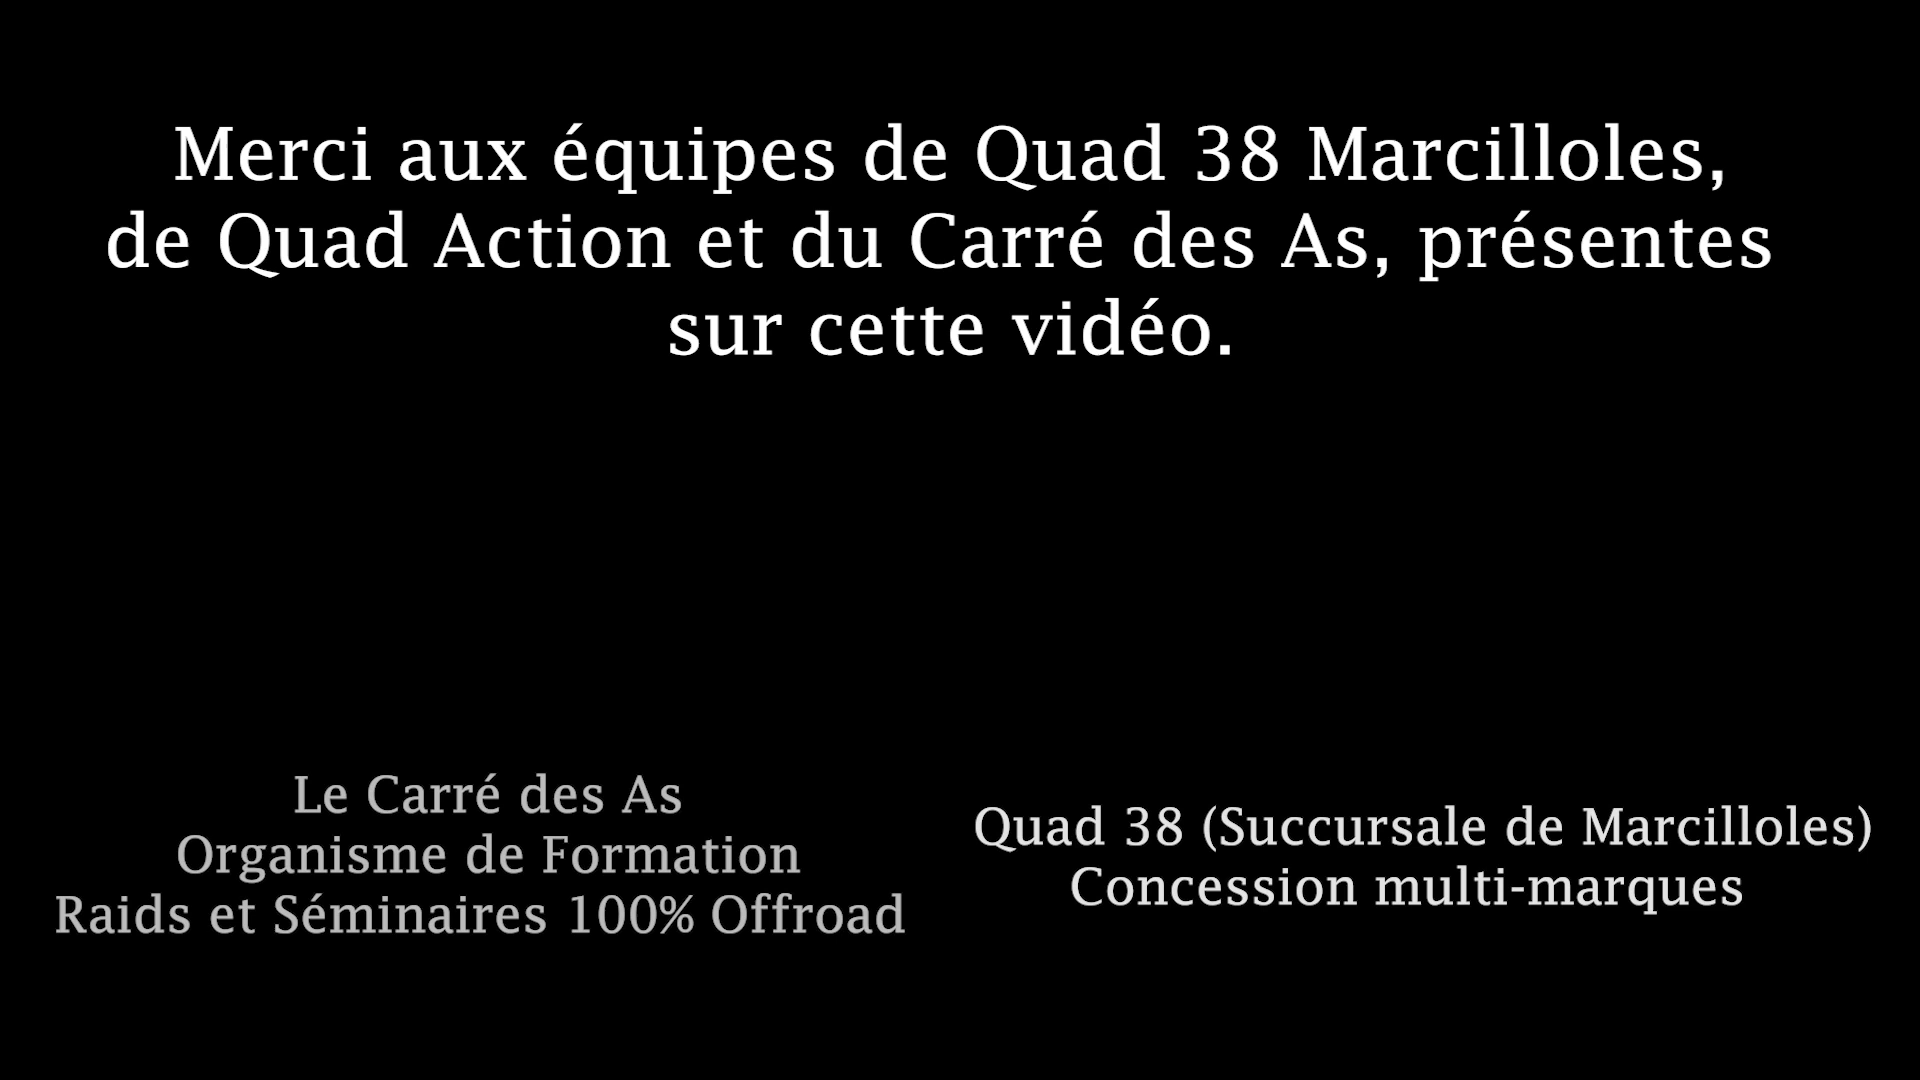 Merci aux équipes de Quad 38 Marcilloles,
de Quad Action et du Carré des As, présentes
sur cette vidéo.
Le Carré des As
Organisme de Formation
Raids et Séminaires 100% Offroad
Quad 38 (Succursale de Marcilloles)
Concession multi-marques